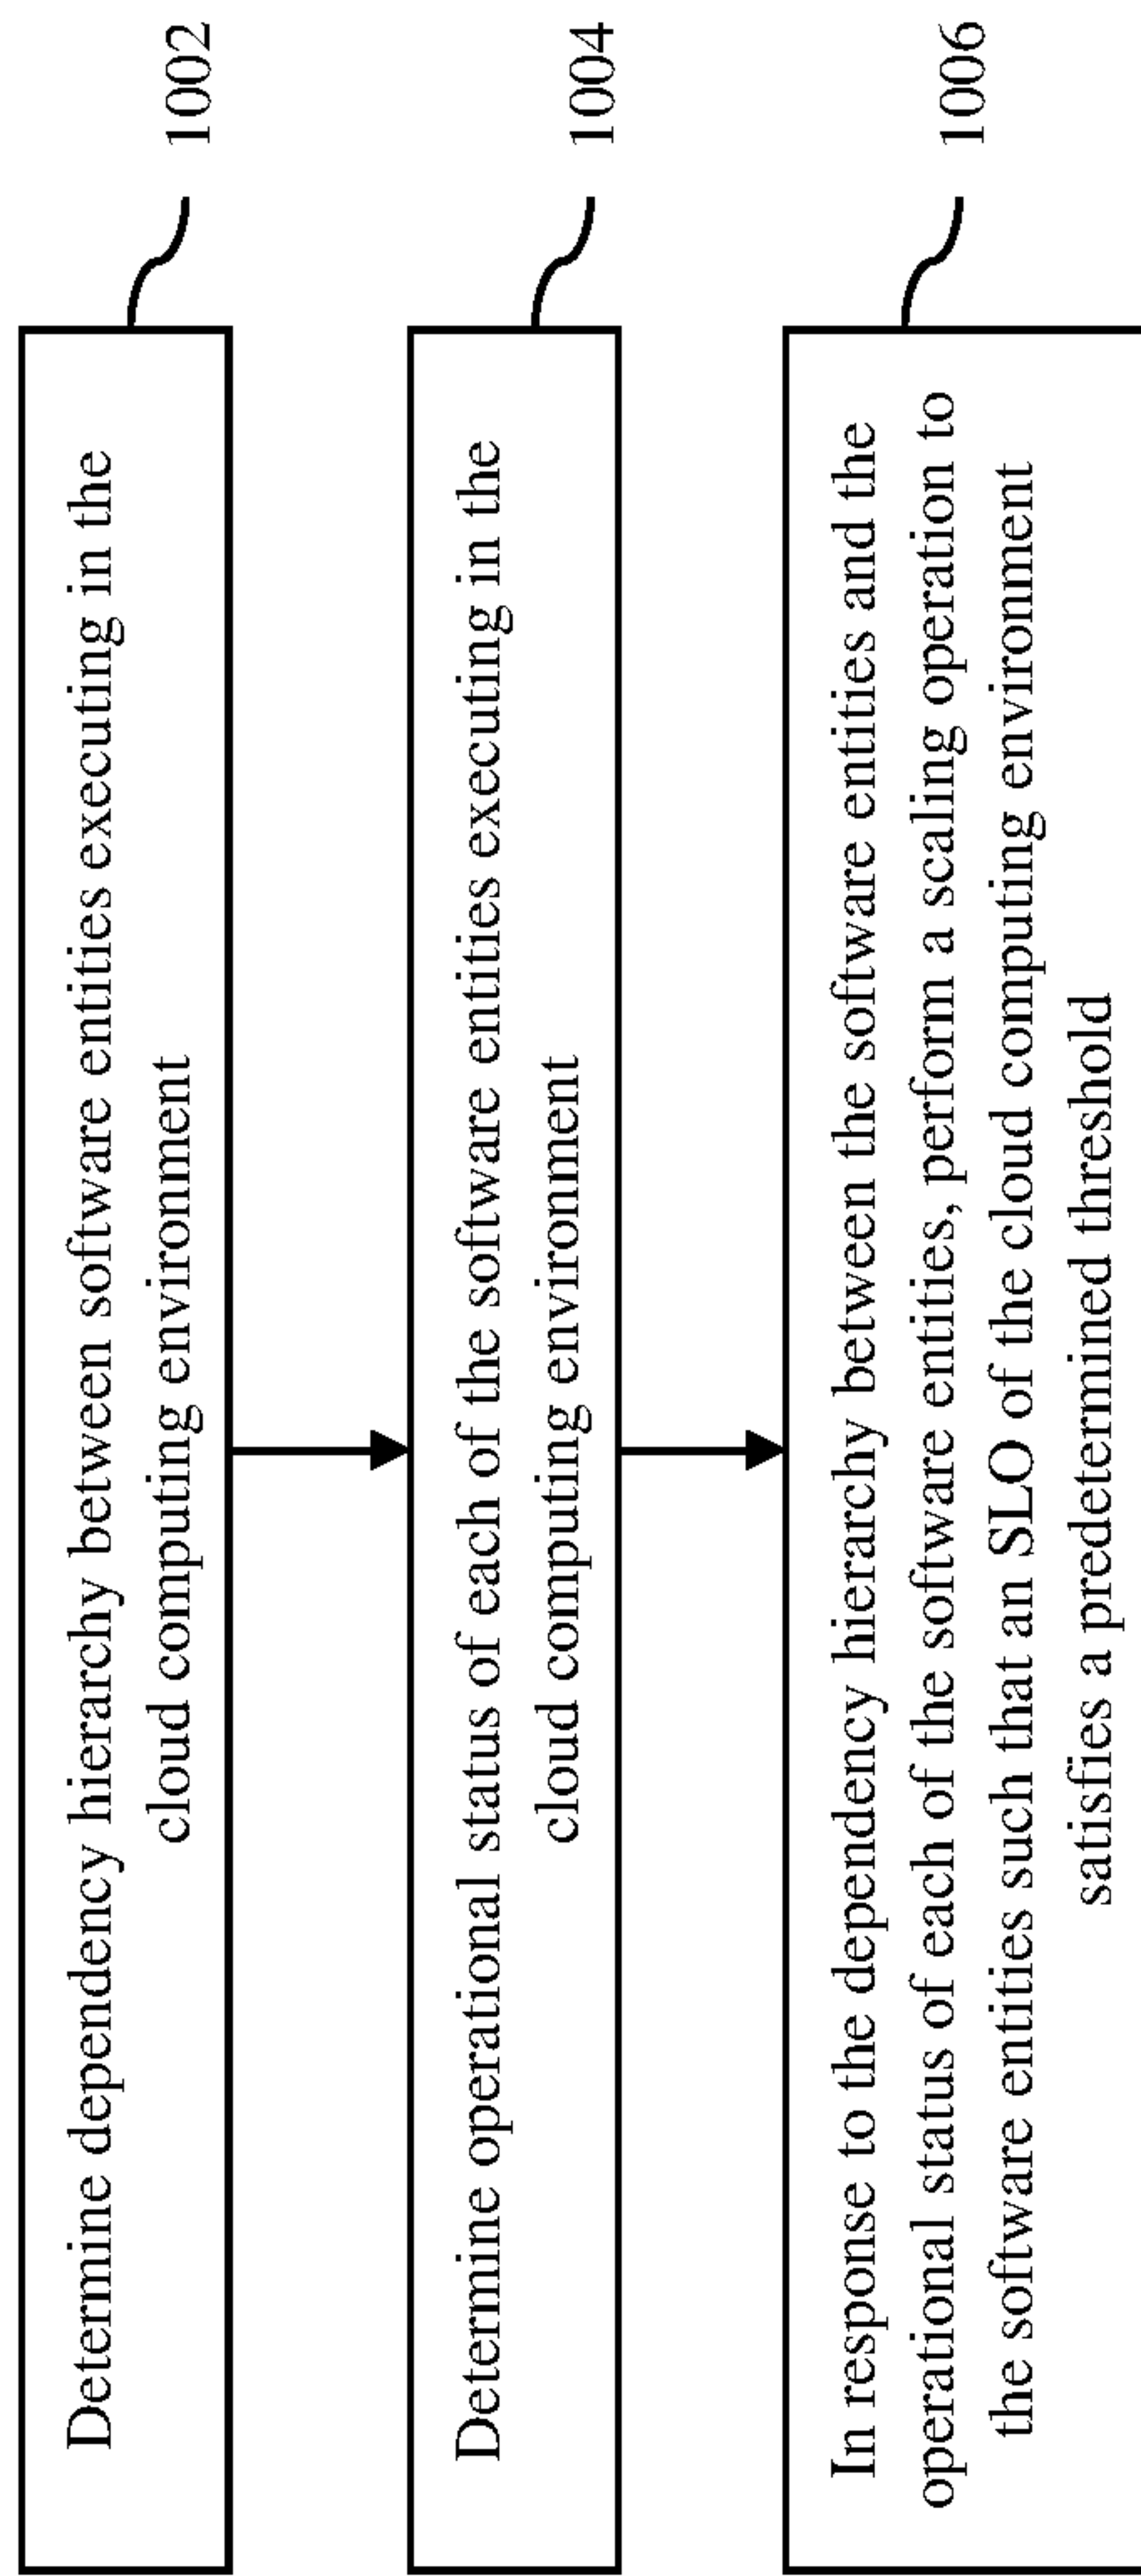 Determine dependency hierarchy between software entities executing in the
cloud computing environment
1002
Determine operational status of each of the software entities executing in the
cloud computing environment
1004
In response to the dependency hierarchy between the software entities and the
operational status of each of the software entities, perform a scaling operation to
the software entities such that an SLO of the cloud computing environment
satisfies a predetermined threshold
1006